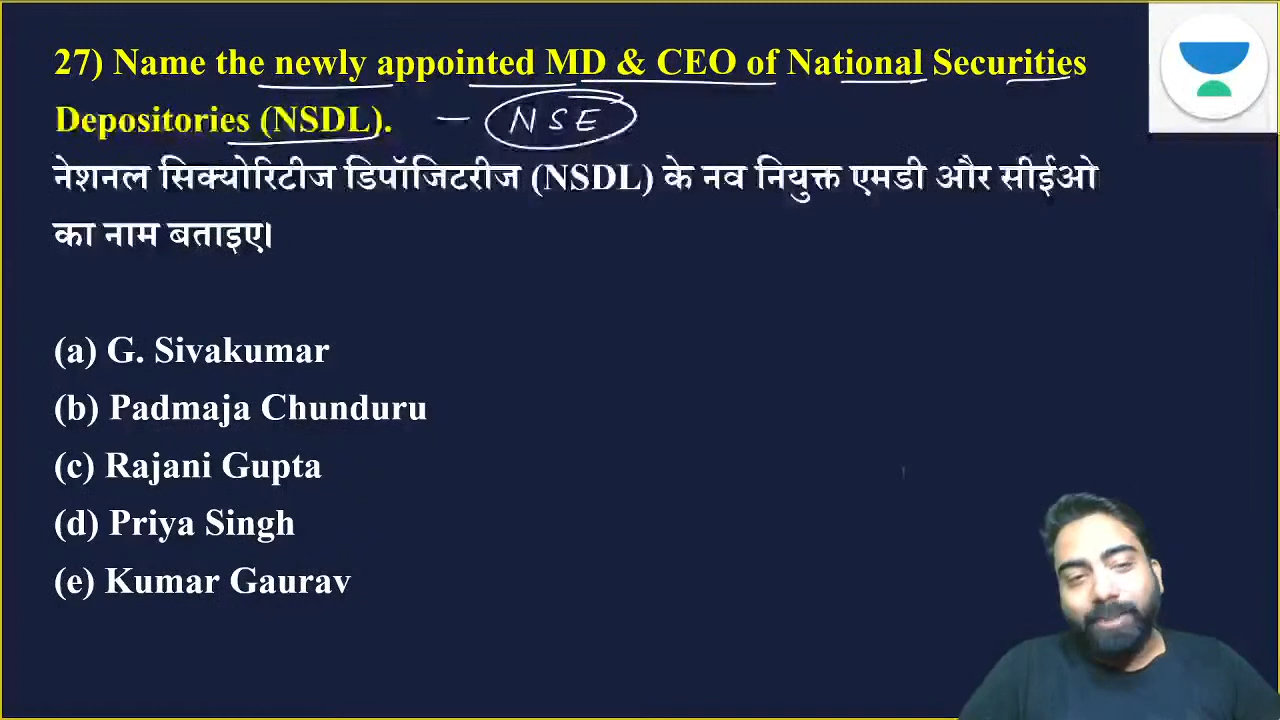 27) Name the newly appointed MD & CEO of National Securities
Depositories (NSDL). – NSE
नेशनल सिक्योरिटीज डिपॉजिटरीज (NSDL) के नव नियुक्त एमडी और सीईओ
का नाम बताइए।
(a) G. Sivakumar
(b) Padmaja Chunduru
(c) Rajani Gupta
(d) Priya Singh
(e) Kumar Gaurav